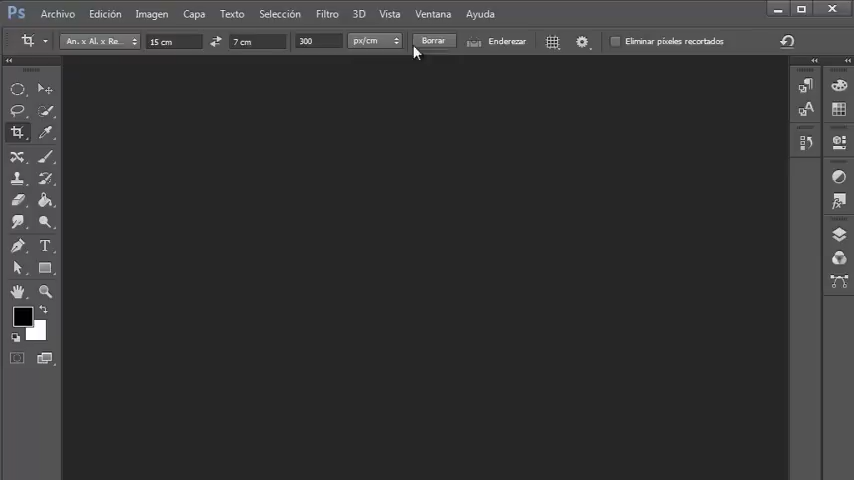 Ps Archivo Edición Imagen Capa Texto Selección Filtro 3D Vista Ventana Ayuda
An. x Al. x Re... 15 cm 7 cm 300 px/cm Borrar Enderezar Eliminar píxeles recortados